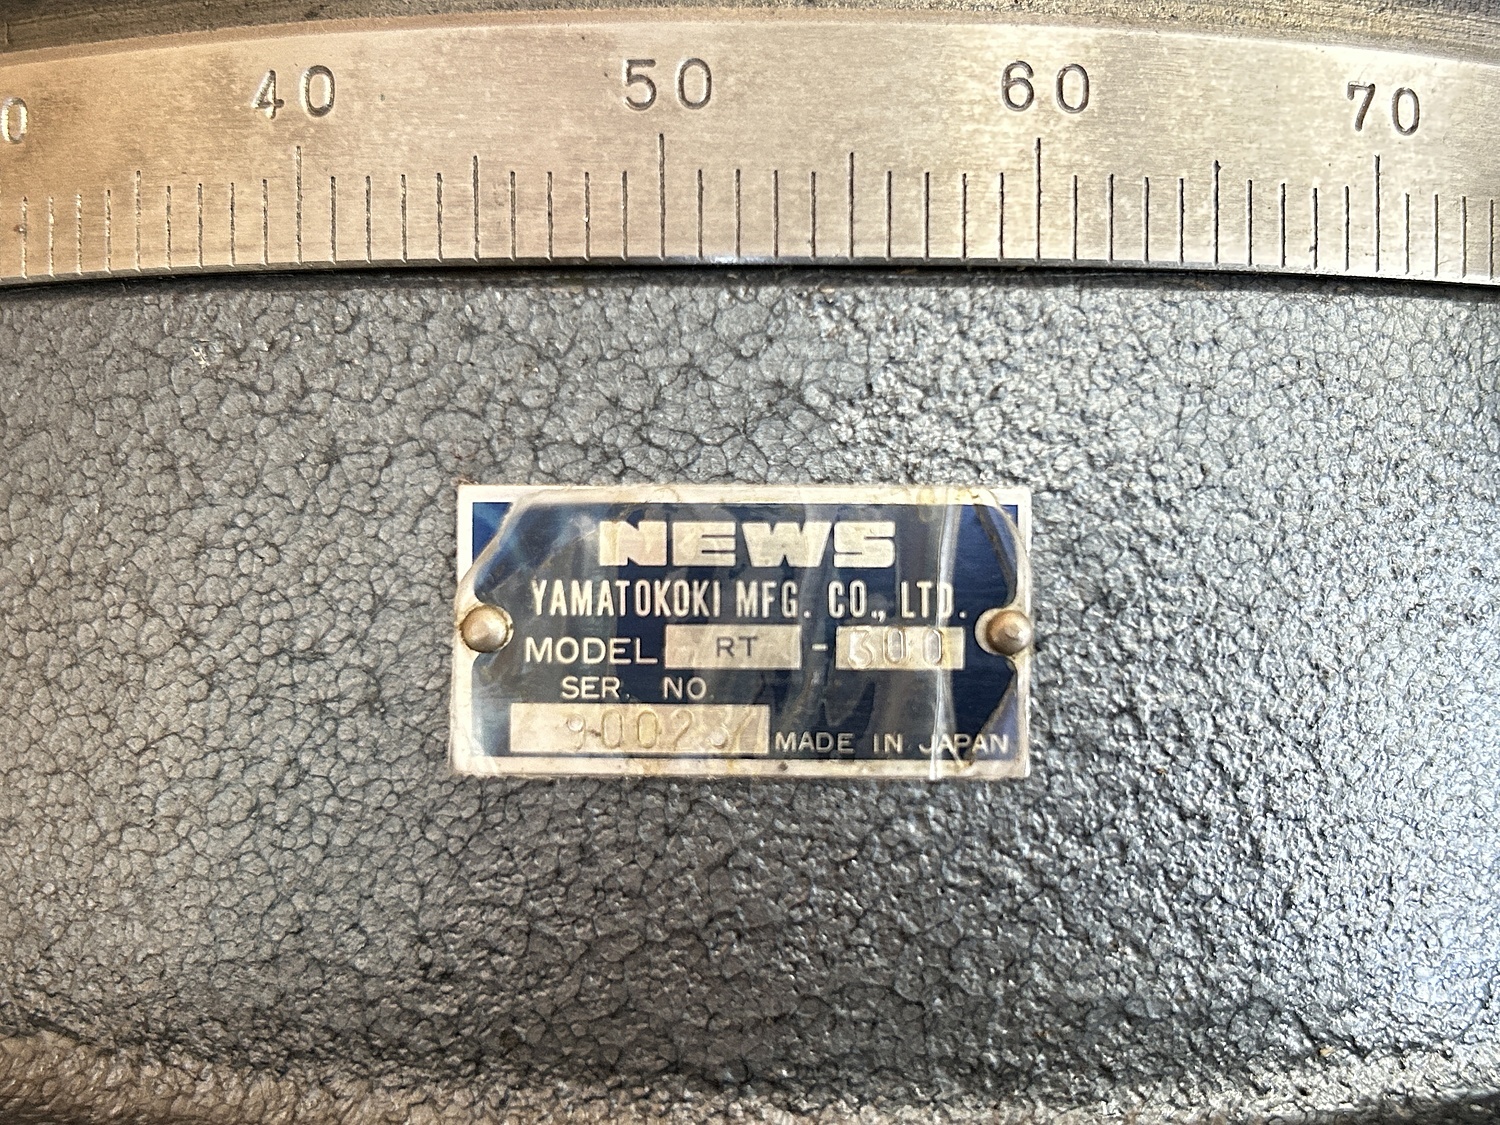 40 50 60 70
NEWS
YAMATOKOKI MFG. CO., LTD.
MODEL RT - 300
SER. NO.
MADE IN JAPAN